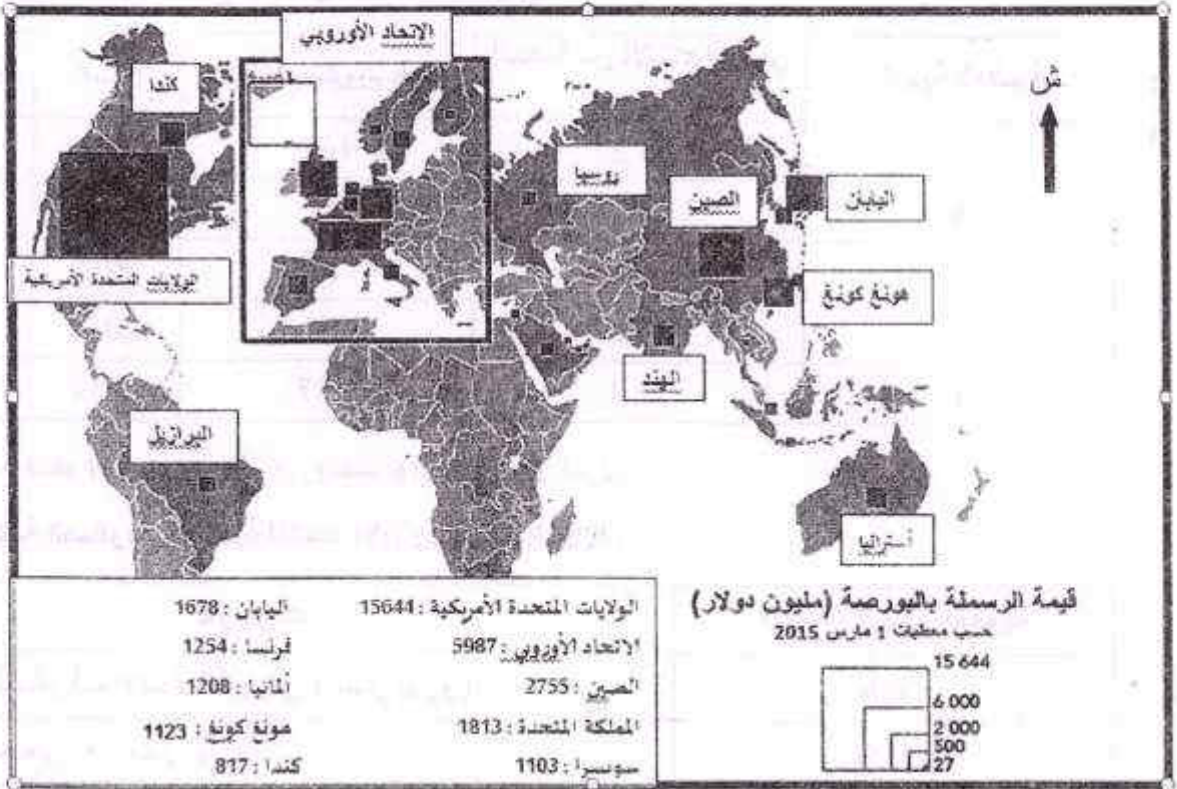 الاتحاد الأوروبي
كندا
ش
روسيا
الصين
اليابان
الولايات المتحدة الأمريكية
هونغ كونغ
الهند
البرازيل
أستراليا
قيمة الرسملة بالبورصة (مليون دولار)
حسب معطيات 1 مارس 2015
15 644
6 000
2 000
500
27
الولايات المتحدة الأمريكية : 15644
اليابان : 1678
الاتحاد الأوروبي : 5987
فرنسا : 1254
الصين : 2755
ألمانيا : 1208
المملكة المتحدة : 1813
هونغ كونغ : 1123
سويسرا : 1103
كندا : 817